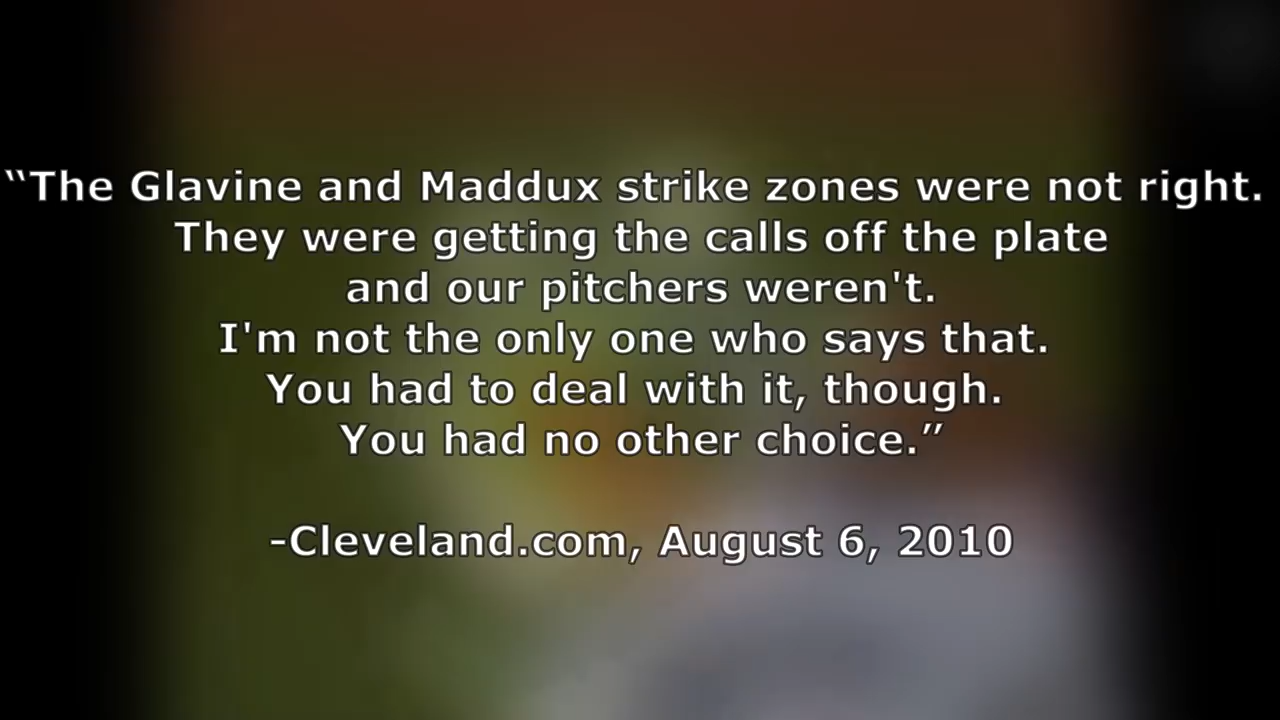 “The Glavine and Maddux strike zones were not right.
They were getting the calls off the plate
and our pitchers weren't.
I'm not the only one who says that.
You had to deal with it, though.
You had no other choice.”
-Cleveland.com, August 6, 2010